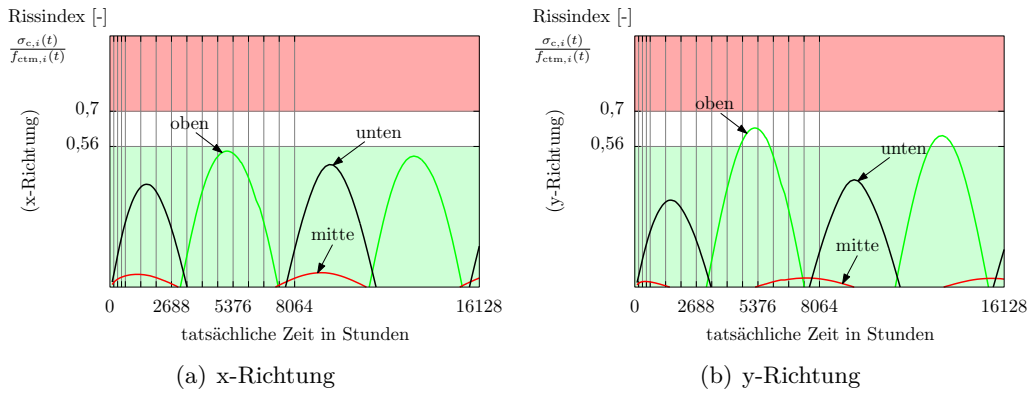 Rissindex [-]
σc,i(t)
fctm,i(t)
0,7
0,56
(x-Richtung)
oben
unten
mitte
0 2688 5376 8064 16128
tatsächliche Zeit in Stunden
(a) x-Richtung
Rissindex [-]
σc,i(t)
fctm,i(t)
0,7
0,56
(y-Richtung)
oben
unten
mitte
0 2688 5376 8064 16128
tatsächliche Zeit in Stunden
(b) y-Richtung